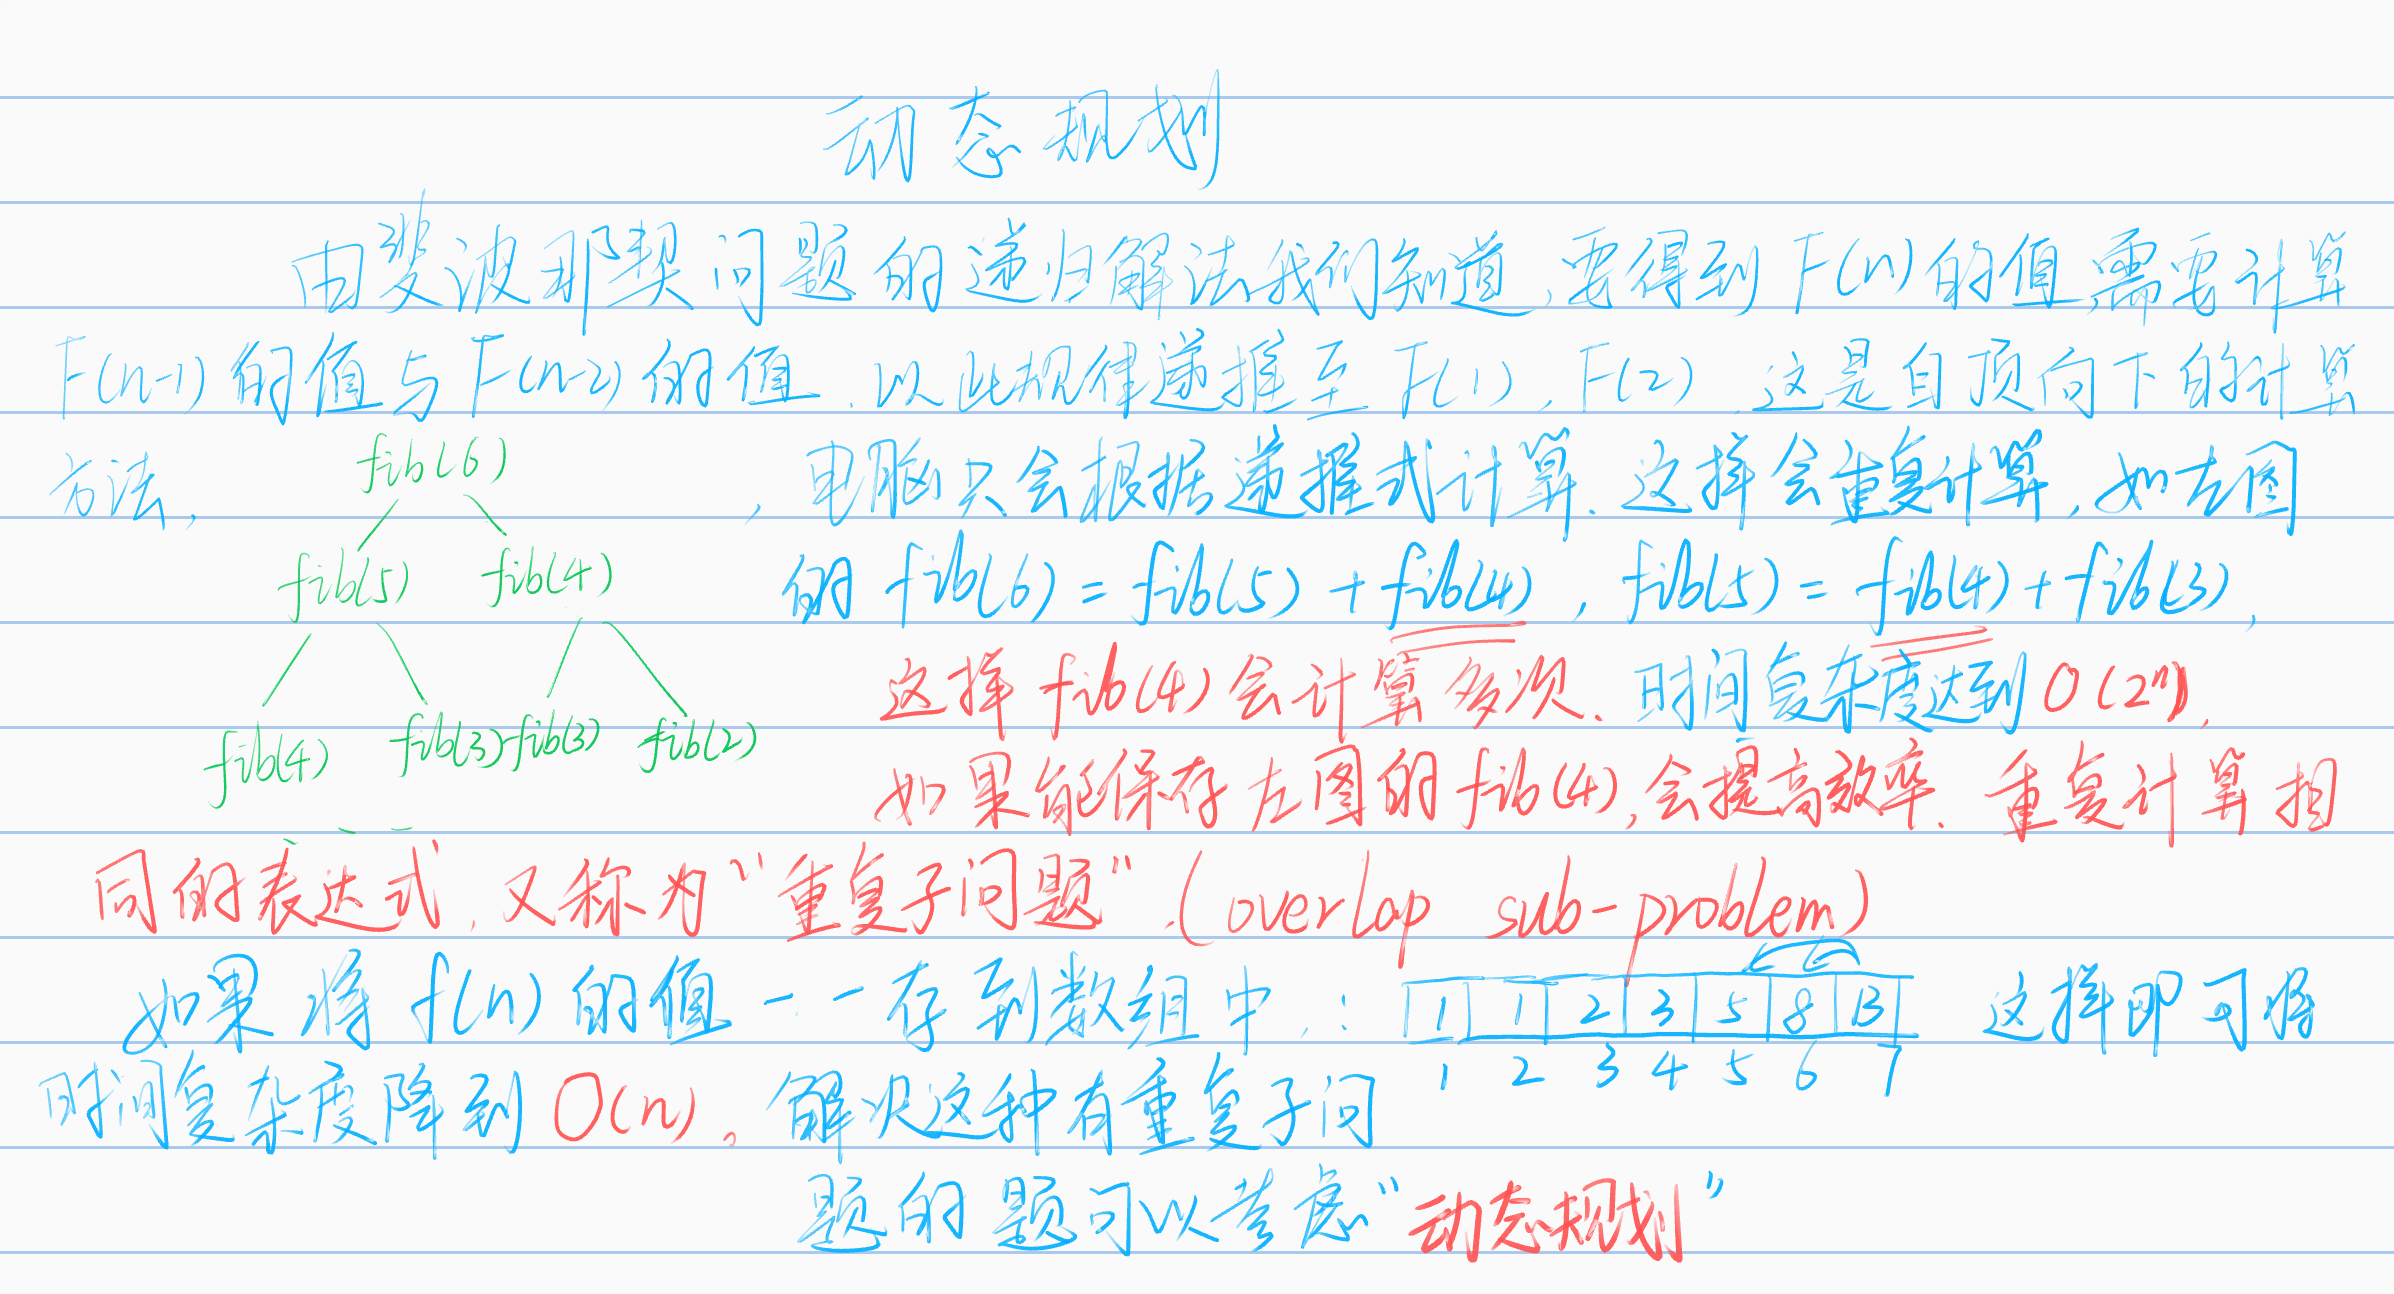 动态规划
由斐波那契问题的递归解法我们知道,要得到F(n)的值,需要计算
F(n-1)的值与F(n-2)的值.以此规律递推至F(1),F(2).这是自顶向下的计算
方法,
fib(6)
fib(5) fib(4)
fib(4) fib(3) fib(3) fib(2)
,电脑只会根据递推式计算.这样会重复计算,如左图
的 fib(6) = fib(5) + fib(4), fib(5) = fib(4) + fib(3),
这样fib(4)会计算多次.时间复杂度达到O(2ⁿ),
如果能保存左图的fib(4),会提高效率.重复计算相
同的表达式,又称为“重复子问题”.(overlap sub-problem)
如果将f(n)的值一一存到数组中,: 1 1 2 3 5 8 13 这样即可将
1 2 3 4 5 6 7
时间复杂度降到O(n)。解决这种有重复子问
题的题可以考虑“动态规划”